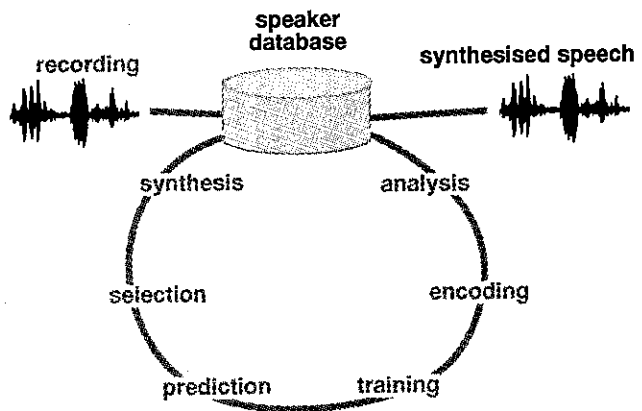 speaker
database
recording
synthesised speech
synthesis
analysis
selection
encoding
prediction
training